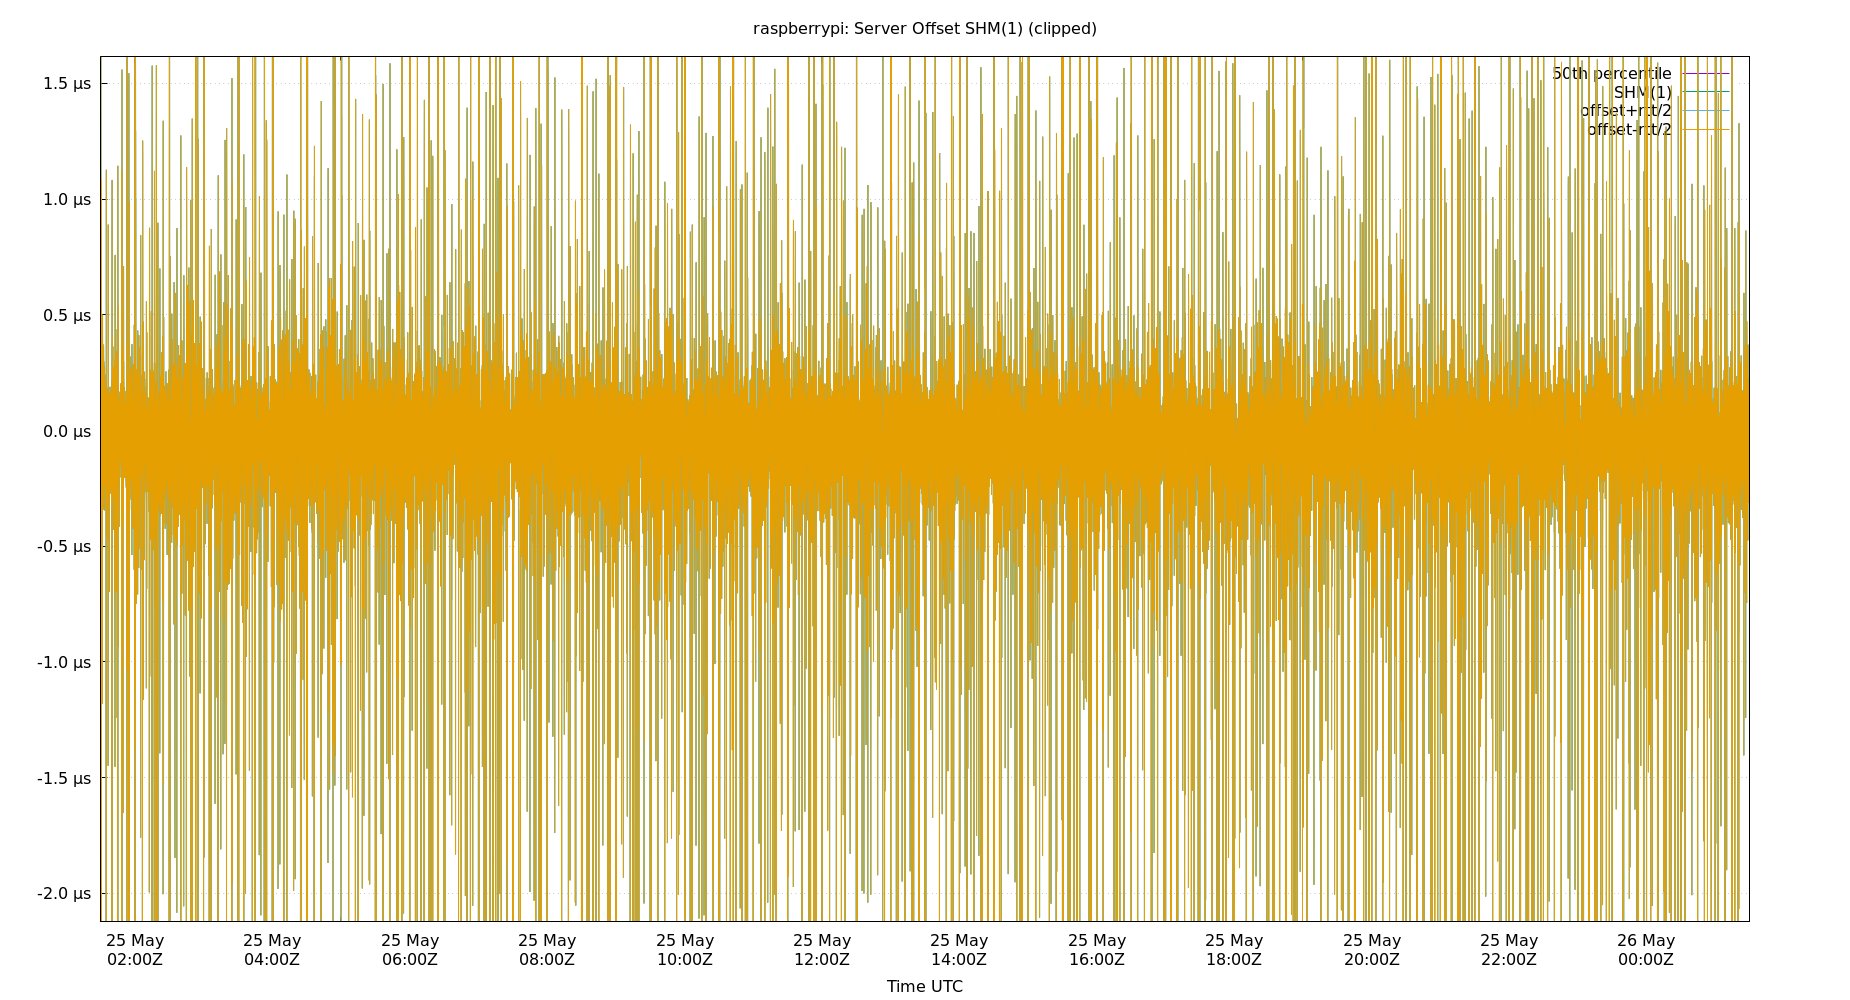 raspberrypi: Server Offset SHM(1) (clipped)
1.5 µs
1.0 µs
0.5 µs
0.0 µs
-0.5 µs
-1.0 µs
-1.5 µs
-2.0 µs
50th percentile
SHM(1)
offset+rtt/2
offset-rtt/2
25 May 25 May 25 May 25 May 25 May 25 May 25 May 25 May 25 May 25 May 25 May 26 May
02:00Z 04:00Z 06:00Z 08:00Z 10:00Z 12:00Z 14:00Z 16:00Z 18:00Z 20:00Z 22:00Z 00:00Z
Time UTC